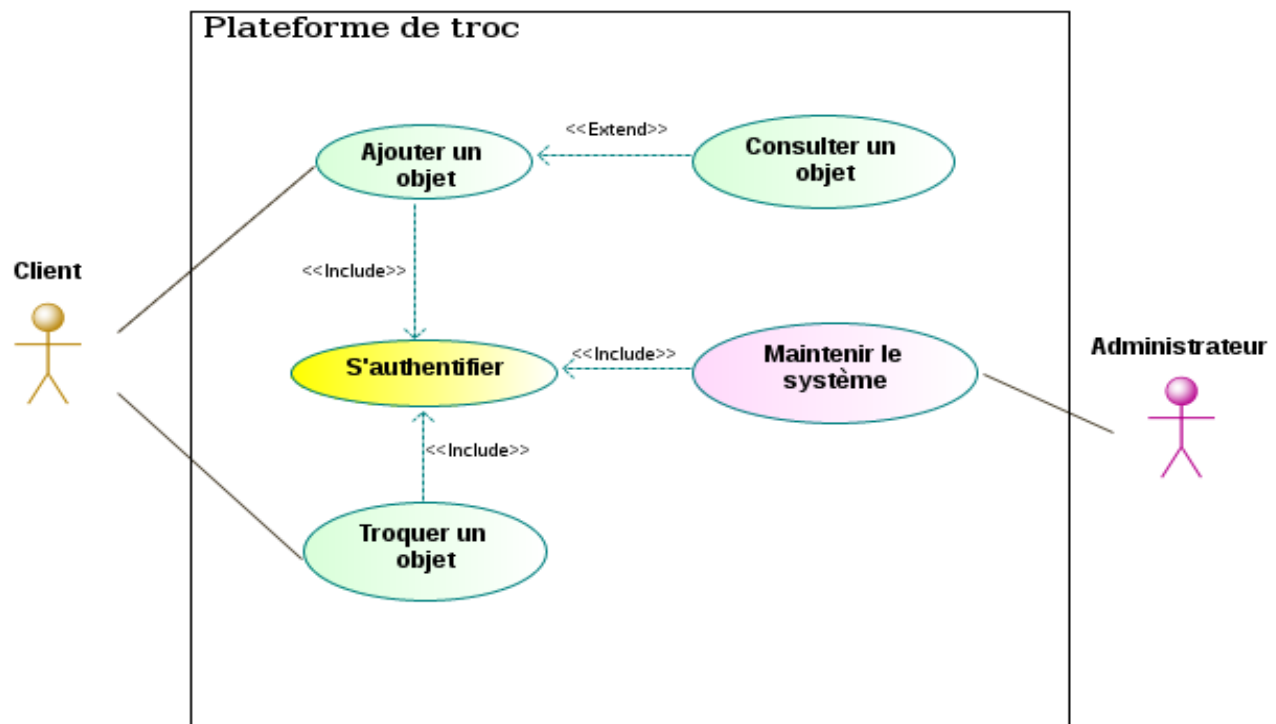 Plateforme de troc
<<Extend>>
Ajouter un
objet
Consulter un
objet
Client
<<Include>>
S'authentifier
<<Include>>
Maintenir le
système
Administrateur
<<Include>>
Troquer un
objet